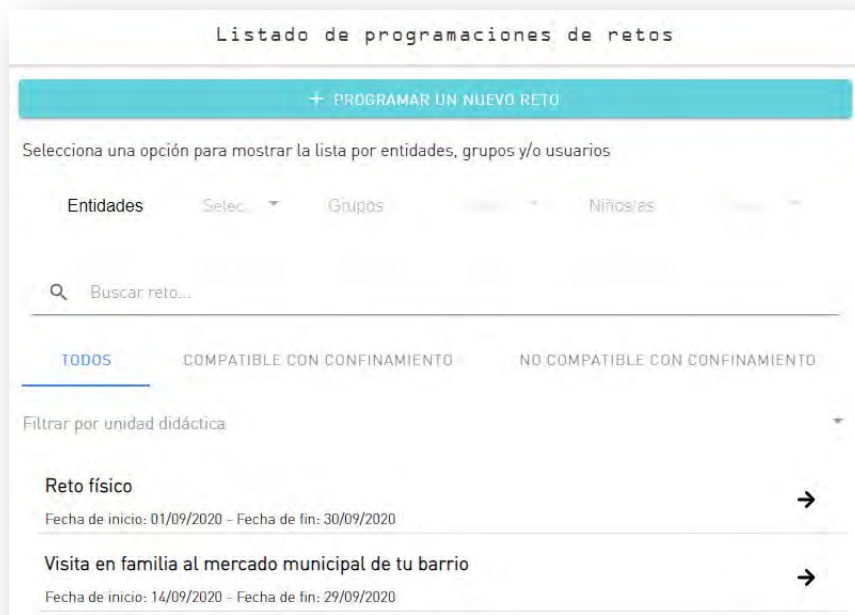 Listado de programaciones de retos
+ PROGRAMAR UN NUEVO RETO
Selecciona una opción para mostrar la lista por entidades, grupos y/o usuarios
Entidades Selec... Grupos Niños/as
Buscar reto...
TODOS COMPATIBLE CON CONFINAMIENTO NO COMPATIBLE CON CONFINAMIENTO
Filtrar por unidad didáctica
Reto físico
Fecha de inicio: 01/09/2020 - Fecha de fin: 30/09/2020
Visita en familia al mercado municipal de tu barrio
Fecha de inicio: 14/09/2020 - Fecha de fin: 29/09/2020